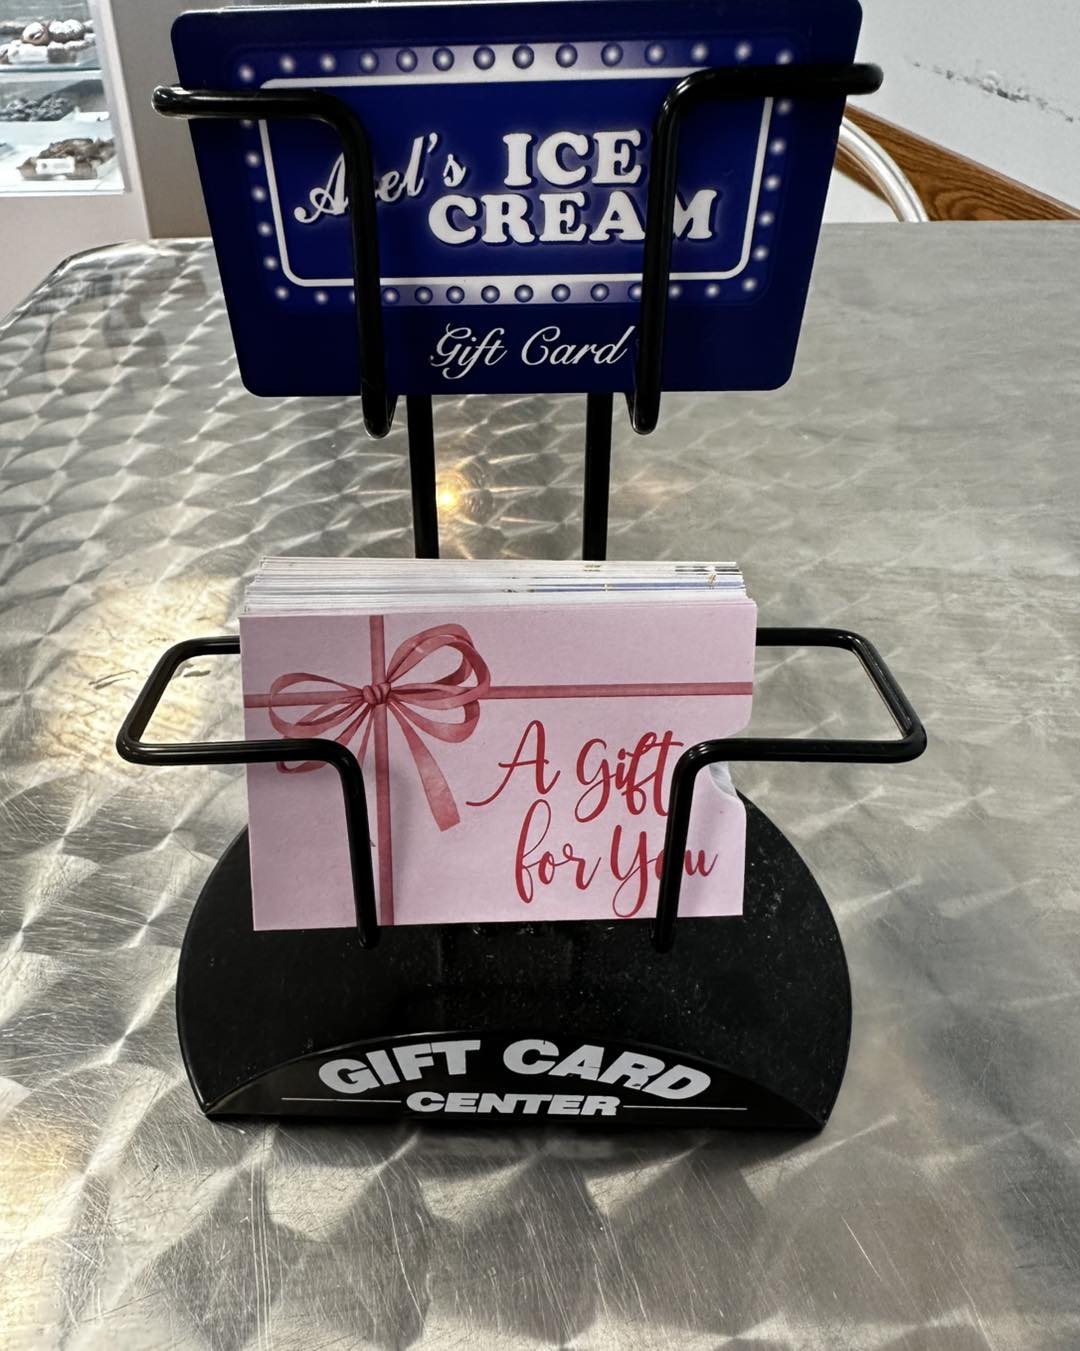 ICE
CREAM
Gift Card
A Gift
for You
GIFT CARD
CENTER